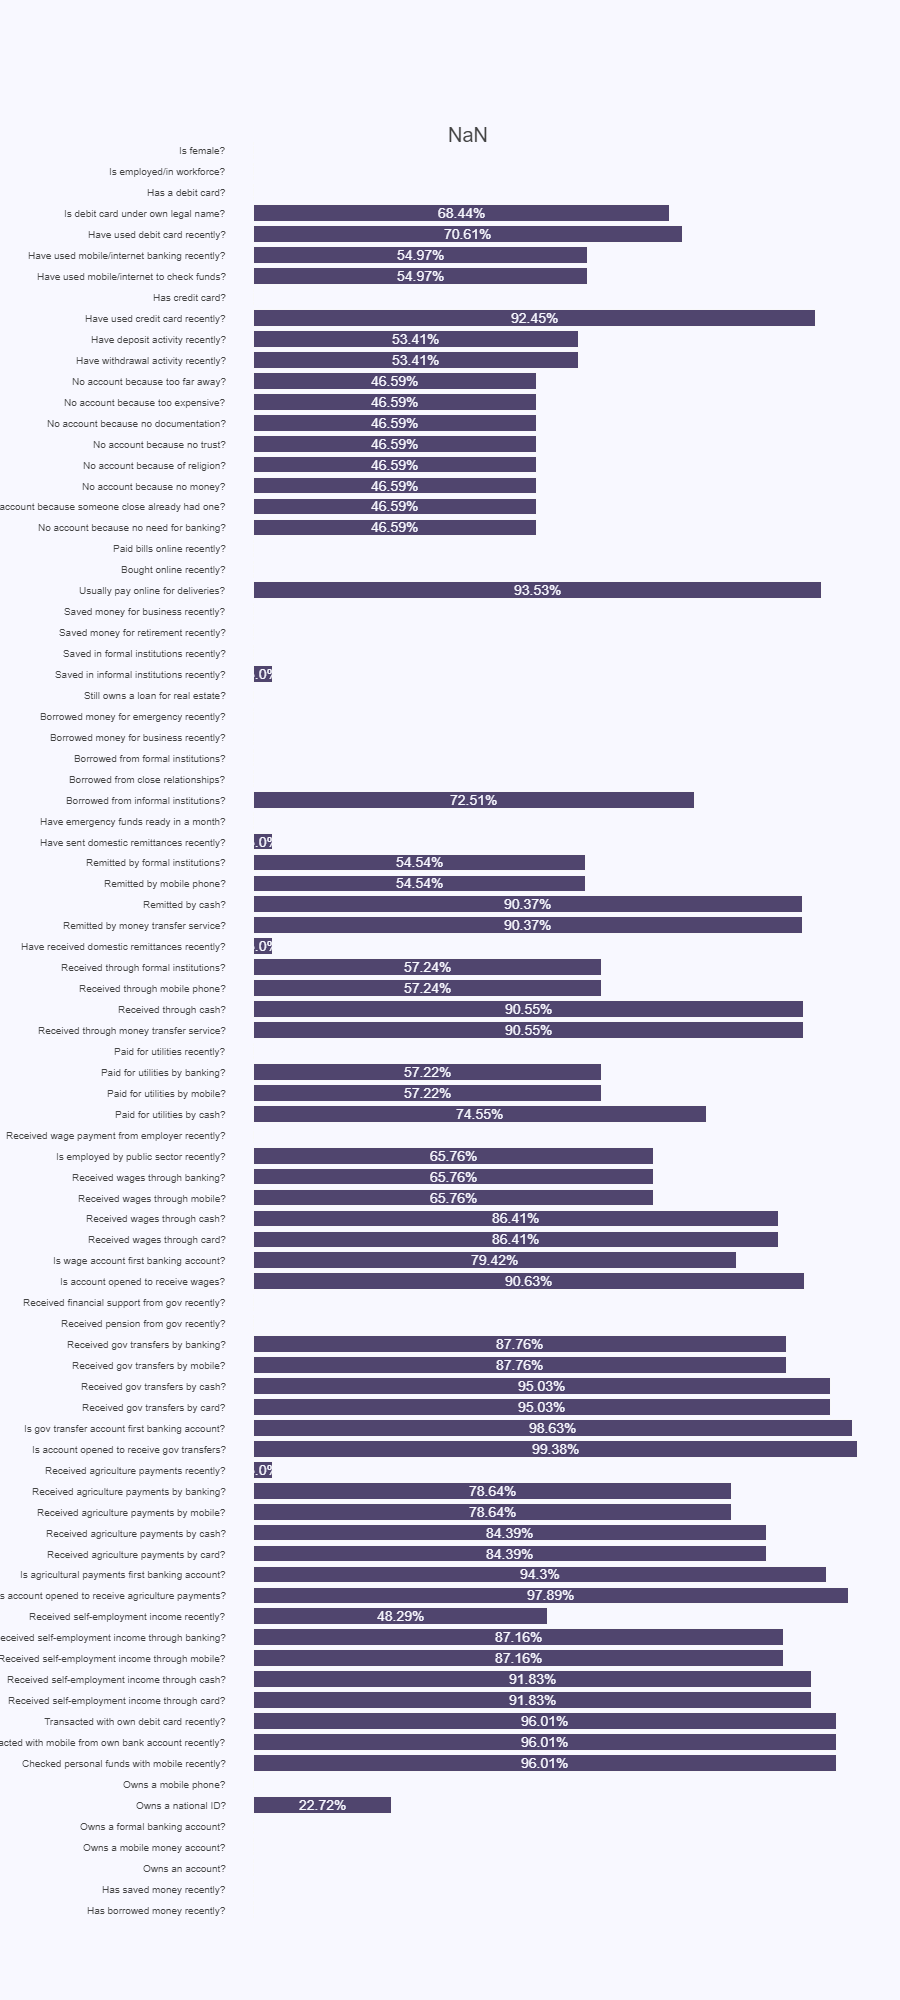 NaN
Is female?
Is employed/in workforce?
Has a debit card?
Is debit card under own legal name? 68.44%
Have used debit card recently? 70.61%
Have used mobile/internet banking recently? 54.97%
Have used mobile/internet to check funds? 54.97%
Has credit card?
Have used credit card recently? 92.45%
Have deposit activity recently? 53.41%
Have withdrawal activity recently? 53.41%
No account because too far away? 46.59%
No account because too expensive? 46.59%
No account because no documentation? 46.59%
No account because no trust? 46.59%
No account because of religion? 46.59%
No account because no money? 46.59%
account because someone close already had one? 46.59%
No account because no need for banking? 46.59%
Paid bills online recently?
Bought online recently?
Usually pay online for deliveries? 93.53%
Saved money for business recently?
Saved money for retirement recently?
Saved in formal institutions recently?
Saved in informal institutions recently? .0%
Still owns a loan for real estate?
Borrowed money for emergency recently?
Borrowed money for business recently?
Borrowed from formal institutions?
Borrowed from close relationships?
Borrowed from informal institutions? 72.51%
Have emergency funds ready in a month?
Have sent domestic remittances recently? .0%
Remitted by formal institutions? 54.54%
Remitted by mobile phone? 54.54%
Remitted by cash? 90.37%
Remitted by money transfer service? 90.37%
Have received domestic remittances recently? .0%
Received through formal institutions? 57.24%
Received through mobile phone? 57.24%
Received through cash? 90.55%
Received through money transfer service? 90.55%
Paid for utilities recently?
Paid for utilities by banking? 57.22%
Paid for utilities by mobile? 57.22%
Paid for utilities by cash? 74.55%
Received wage payment from employer recently?
Is employed by public sector recently? 65.76%
Received wages through banking? 65.76%
Received wages through mobile? 65.76%
Received wages through cash? 86.41%
Received wages through card? 86.41%
Is wage account first banking account? 79.42%
Is account opened to receive wages? 90.63%
Received financial support from gov recently?
Received pension from gov recently?
Received gov transfers by banking? 87.76%
Received gov transfers by mobile? 87.76%
Received gov transfers by cash? 95.03%
Received gov transfers by card? 95.03%
Is gov transfer account first banking account? 98.63%
Is account opened to receive gov transfers? 99.38%
Received agriculture payments recently? .0%
Received agriculture payments by banking? 78.64%
Received agriculture payments by mobile? 78.64%
Received agriculture payments by cash? 84.39%
Received agriculture payments by card? 84.39%
Is agricultural payments first banking account? 94.3%
s account opened to receive agriculture payments? 97.89%
Received self-employment income recently? 48.29%
eceived self-employment income through banking? 87.16%
Received self-employment income through mobile? 87.16%
Received self-employment income through cash? 91.83%
Received self-employment income through card? 91.83%
Transacted with own debit card recently? 96.01%
acted with mobile from own bank account recently? 96.01%
Checked personal funds with mobile recently? 96.01%
Owns a mobile phone?
Owns a national ID? 22.72%
Owns a formal banking account?
Owns a mobile money account?
Owns an account?
Has saved money recently?
Has borrowed money recently?